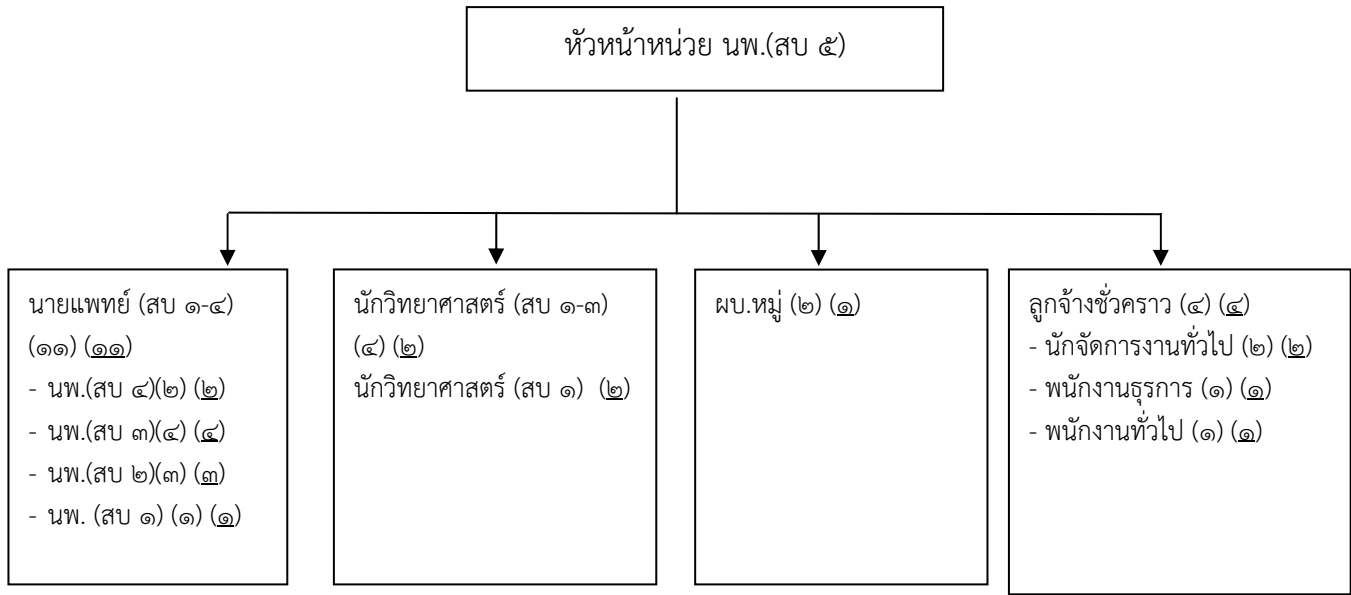 หัวหน้าหน่วย นพ.(สบ ๕)
นายแพทย์ (สบ ๑-๔)
(๑๑) (๑๑)
- นพ.(สบ ๔)(๒) (๒)
- นพ.(สบ ๓)(๔) (๔)
- นพ.(สบ ๒)(๓) (๓)
- นพ. (สบ ๑) (๑) (๑)
นักวิทยาศาสตร์ (สบ ๑-๓)
(๔) (๒)
นักวิทยาศาสตร์ (สบ ๑) (๒)
ผบ.หมู่ (๒) (๑)
ลูกจ้างชั่วคราว (๔) (๔)
- นักจัดการงานทั่วไป (๒) (๒)
- พนักงานธุรการ (๑) (๑)
- พนักงานทั่วไป (๑) (๑)